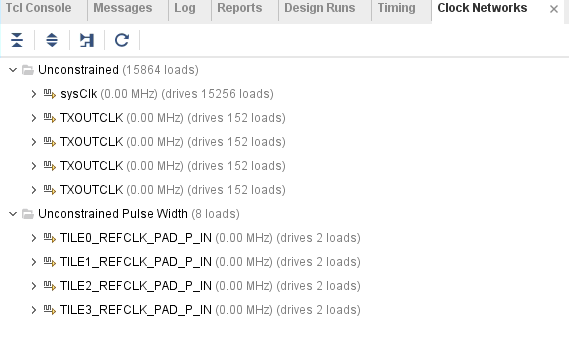 Tcl Console Messages Log Reports Design Runs Timing Clock Networks ×
Unconstrained (15864 loads)
sysClk (0.00 MHz) (drives 15256 loads)
TXOUTCLK (0.00 MHz) (drives 152 loads)
TXOUTCLK (0.00 MHz) (drives 152 loads)
TXOUTCLK (0.00 MHz) (drives 152 loads)
TXOUTCLK (0.00 MHz) (drives 152 loads)
Unconstrained Pulse Width (8 loads)
TILE0_REFCLK_PAD_P_IN (0.00 MHz) (drives 2 loads)
TILE1_REFCLK_PAD_P_IN (0.00 MHz) (drives 2 loads)
TILE2_REFCLK_PAD_P_IN (0.00 MHz) (drives 2 loads)
TILE3_REFCLK_PAD_P_IN (0.00 MHz) (drives 2 loads)